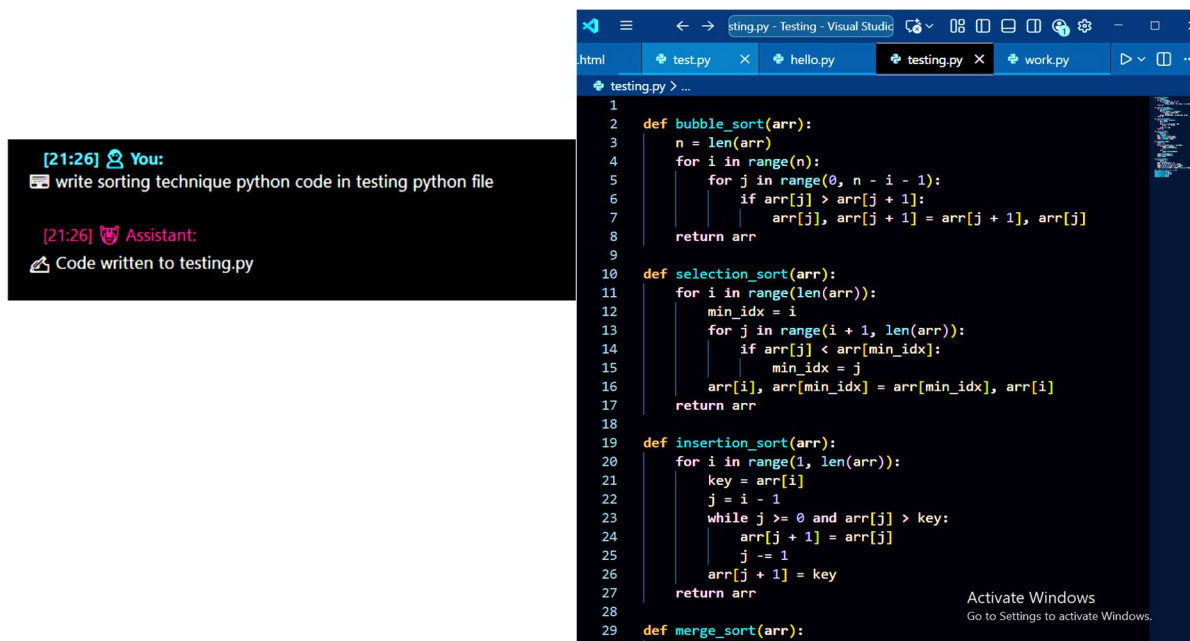 [21:26] You:
write sorting technique python code in testing python file
[21:26] Assistant:
Code written to testing.py
sting.py - Testing - Visual Studic
.html test.py hello.py testing.py work.py
testing.py > ...
1
2 def bubble_sort(arr):
3     n = len(arr)
4     for i in range(n):
5         for j in range(0, n - i - 1):
6             if arr[j] > arr[j + 1]:
7                 arr[j], arr[j + 1] = arr[j + 1], arr[j]
8     return arr
9
10 def selection_sort(arr):
11     for i in range(len(arr)):
12         min_idx = i
13         for j in range(i + 1, len(arr)):
14             if arr[j] < arr[min_idx]:
15                 min_idx = j
16         arr[i], arr[min_idx] = arr[min_idx], arr[i]
17     return arr
18
19 def insertion_sort(arr):
20     for i in range(1, len(arr)):
21         key = arr[i]
22         j = i - 1
23         while j >= 0 and arr[j] > key:
24             arr[j + 1] = arr[j]
25             j -= 1
26         arr[j + 1] = key
27     return arr
28
29 def merge_sort(arr):
Activate Windows
Go to Settings to activate Windows.